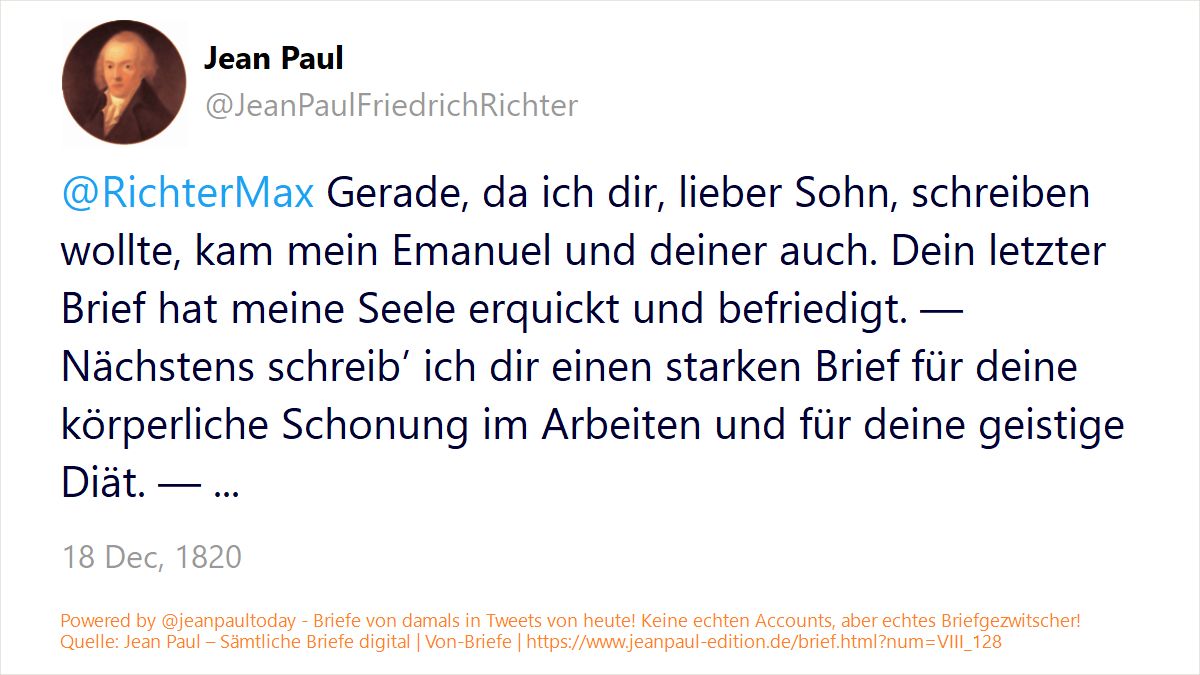 Jean Paul
@JeanPaulFriedrichRichter
@RichterMax Gerade, da ich dir, lieber Sohn, schreiben
wollte, kam mein Emanuel und deiner auch. Dein letzter
Brief hat meine Seele erquickt und befriedigt. —
Nächstens schreib’ ich dir einen starken Brief für deine
körperliche Schonung im Arbeiten und für deine geistige
Diät. — ...
18 Dec, 1820
Powered by @jeanpaultoday - Briefe von damals in Tweets von heute! Keine echten Accounts, aber echtes Briefgezwitscher!
Quelle: Jean Paul – Sämtliche Briefe digital | Von-Briefe | https://www.jeanpaul-edition.de/brief.html?num=VIII_128